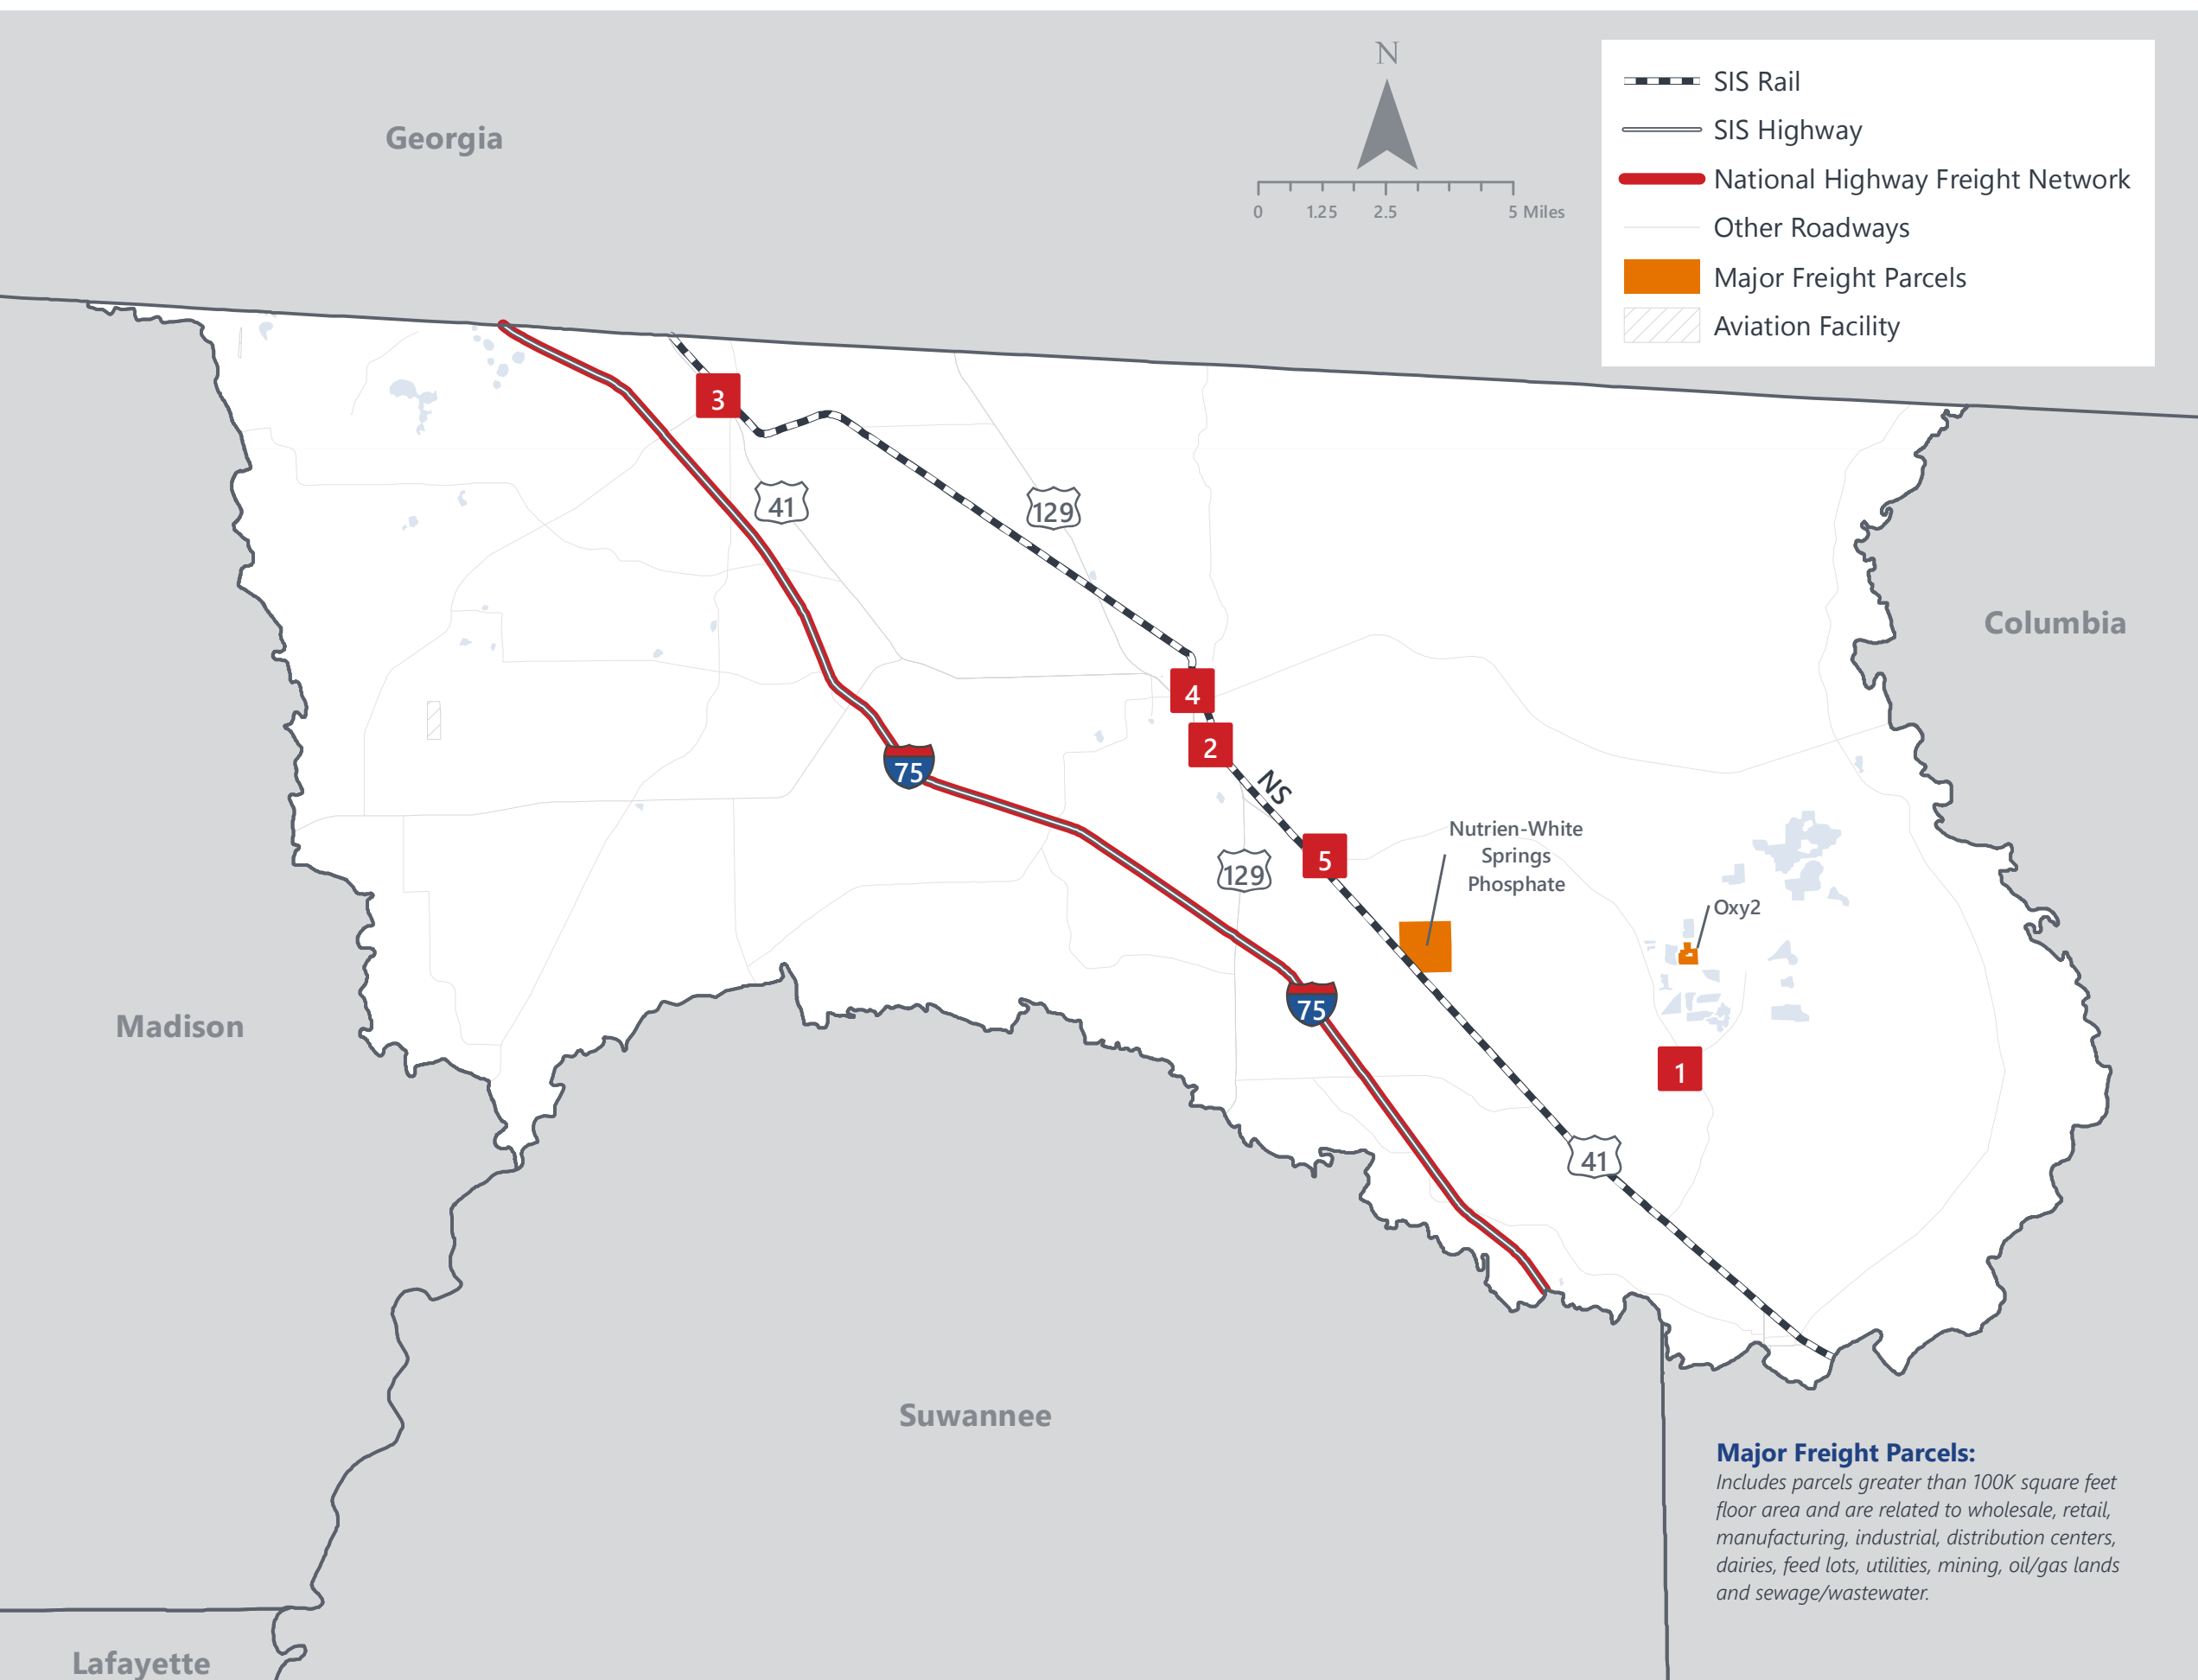 N
0 1.25 2.5 5 Miles
SIS Rail
SIS Highway
National Highway Freight Network
Other Roadways
Major Freight Parcels
Aviation Facility
Georgia
3
41
129
Columbia
4
2
75
NS
Nutrien-White
Springs
Phosphate
5
129
Oxy2
75
Madison
1
41
Suwannee
Major Freight Parcels:
Includes parcels greater than 100K square feet
floor area and are related to wholesale, retail,
manufacturing, industrial, distribution centers,
dairies, feed lots, utilities, mining, oil/gas lands
and sewage/wastewater.
Lafayette